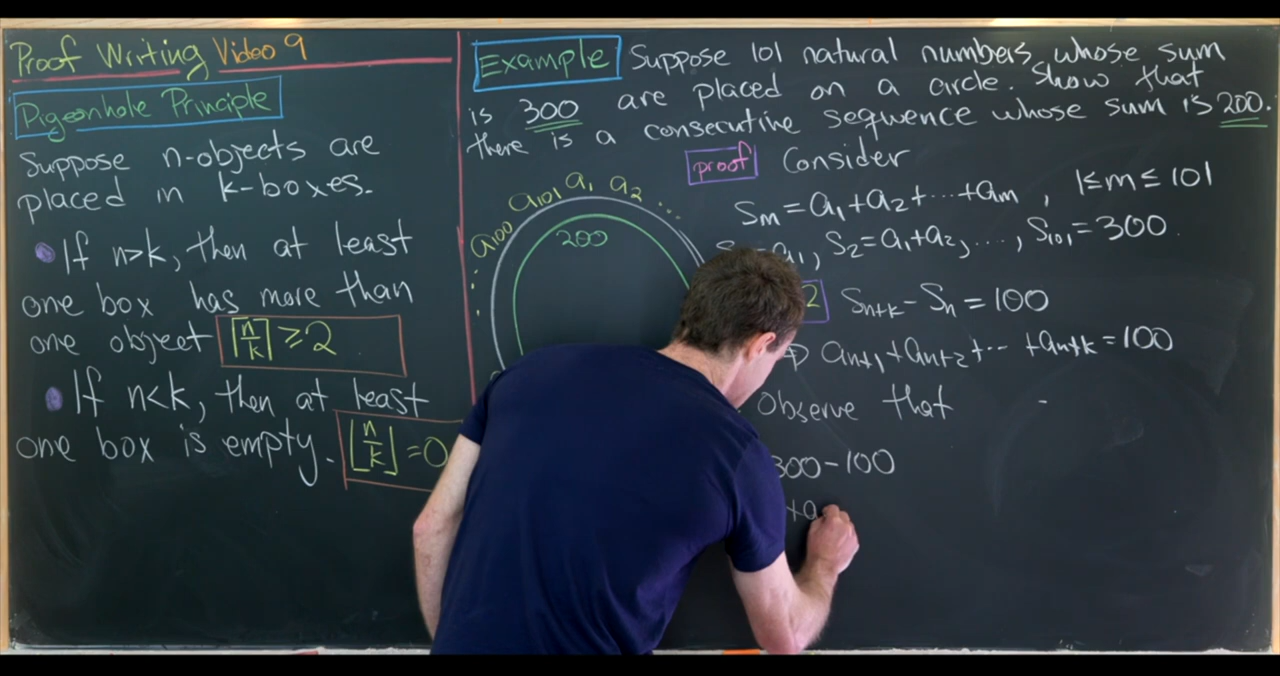 Proof Writing Video 9
Pigeonhole Principle
Suppose n-objects are
placed in k-boxes.
If n>k, then at least
one box has more than
one object ⌈n/k⌉ ≥ 2
If n<k, then at least
one box is empty. ⌊n/k⌋ = 0
Example Suppose 101 natural numbers whose sum
is 300 are placed on a circle. Show that
there is a consecutive sequence whose sum is 200.
proof Consider
... a100 a101 a1 a2 ...
200
Sm = a1 + a2 + ... + am , 1 ≤ m ≤ 101
= a1, S2 = a1 + a2, ..., S101 = 300.
2 Sn+k - Sn = 100
an+1 + an+2 + ... + an+k = 100
Observe that
300 - 100
+ a